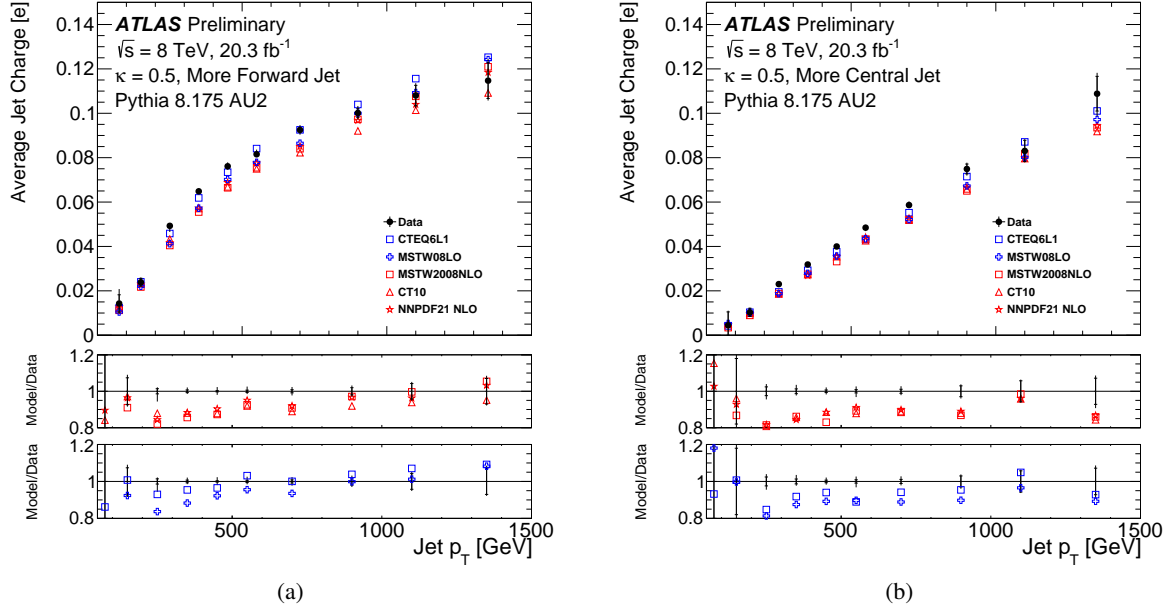 Average Jet Charge [e]
0.14
0.12
0.1
0.08
0.06
0.04
0.02
0
ATLAS Preliminary
√s = 8 TeV, 20.3 fb-1
κ = 0.5, More Forward Jet
Pythia 8.175 AU2
Data
CTEQ6L1
MSTW08LO
MSTW2008NLO
CT10
NNPDF21 NLO
Model/Data
1.2
1
0.8
Model/Data
1.2
1
0.8
500
1000
1500
Jet pT [GeV]
(a)
Average Jet Charge [e]
0.14
0.12
0.1
0.08
0.06
0.04
0.02
0
ATLAS Preliminary
√s = 8 TeV, 20.3 fb-1
κ = 0.5, More Central Jet
Pythia 8.175 AU2
Data
CTEQ6L1
MSTW08LO
MSTW2008NLO
CT10
NNPDF21 NLO
Model/Data
1.2
1
0.8
Model/Data
1.2
1
0.8
500
1000
1500
Jet pT [GeV]
(b)